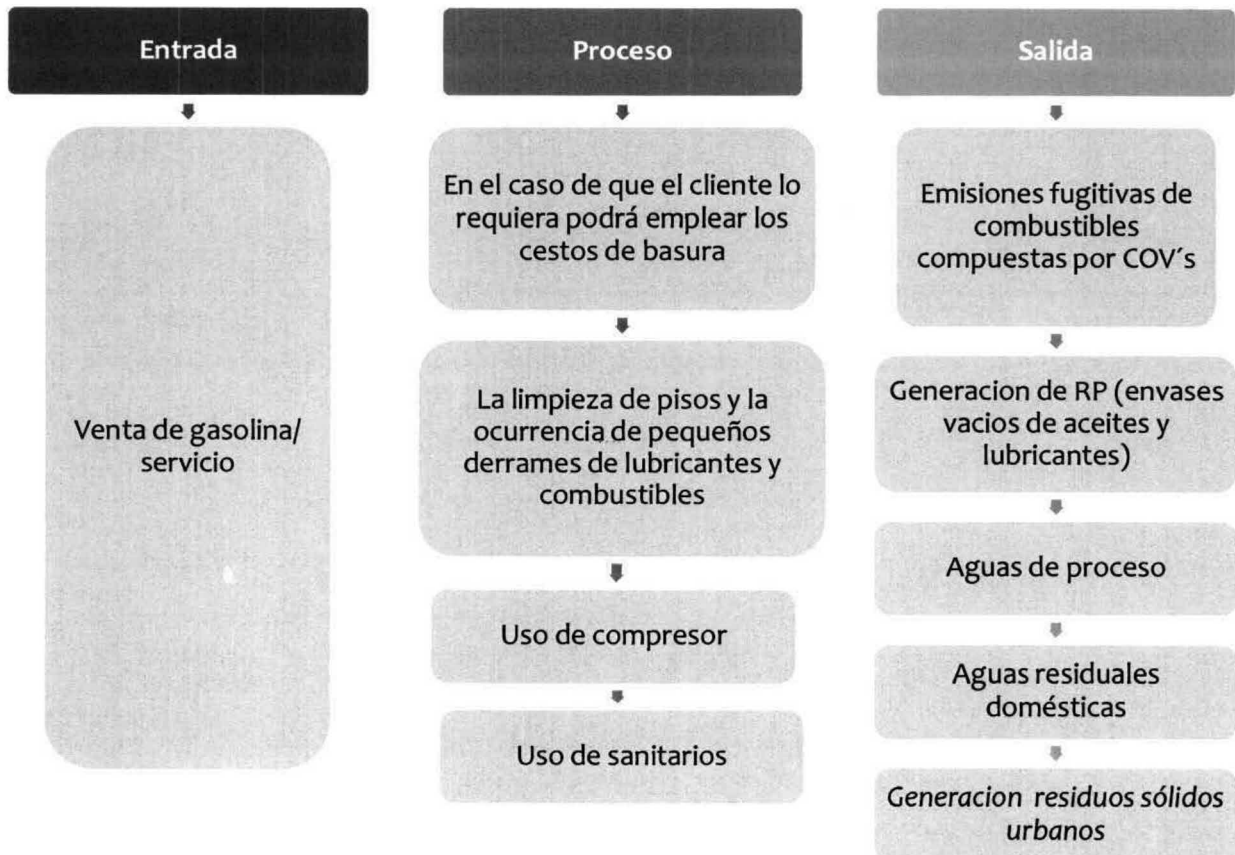 Entrada
Venta de gasolina/
servicio
Proceso
En el caso de que el cliente lo
requiera podrá emplear los
cestos de basura
La limpieza de pisos y la
ocurrencia de pequeños
derrames de lubricantes y
combustibles
Uso de compresor
Uso de sanitarios
Salida
Emisiones fugitivas de
combustibles
compuestas por COV´s
Generacion de RP (envases
vacios de aceites y
lubricantes)
Aguas de proceso
Aguas residuales
domésticas
Generacion residuos sólidos
urbanos